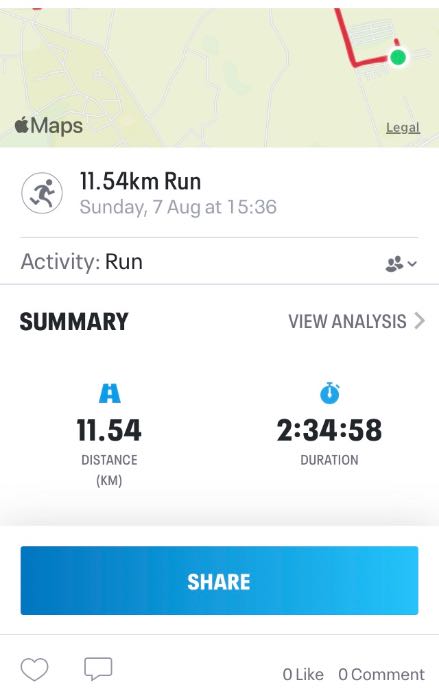 Maps
Legal
11.54km Run
Sunday, 7 Aug at 15:36
Activity: Run
SUMMARY
VIEW ANALYSIS
11.54
2:34:58
DISTANCE
DURATION
(KM)
SHARE
0 Like 0 Comment